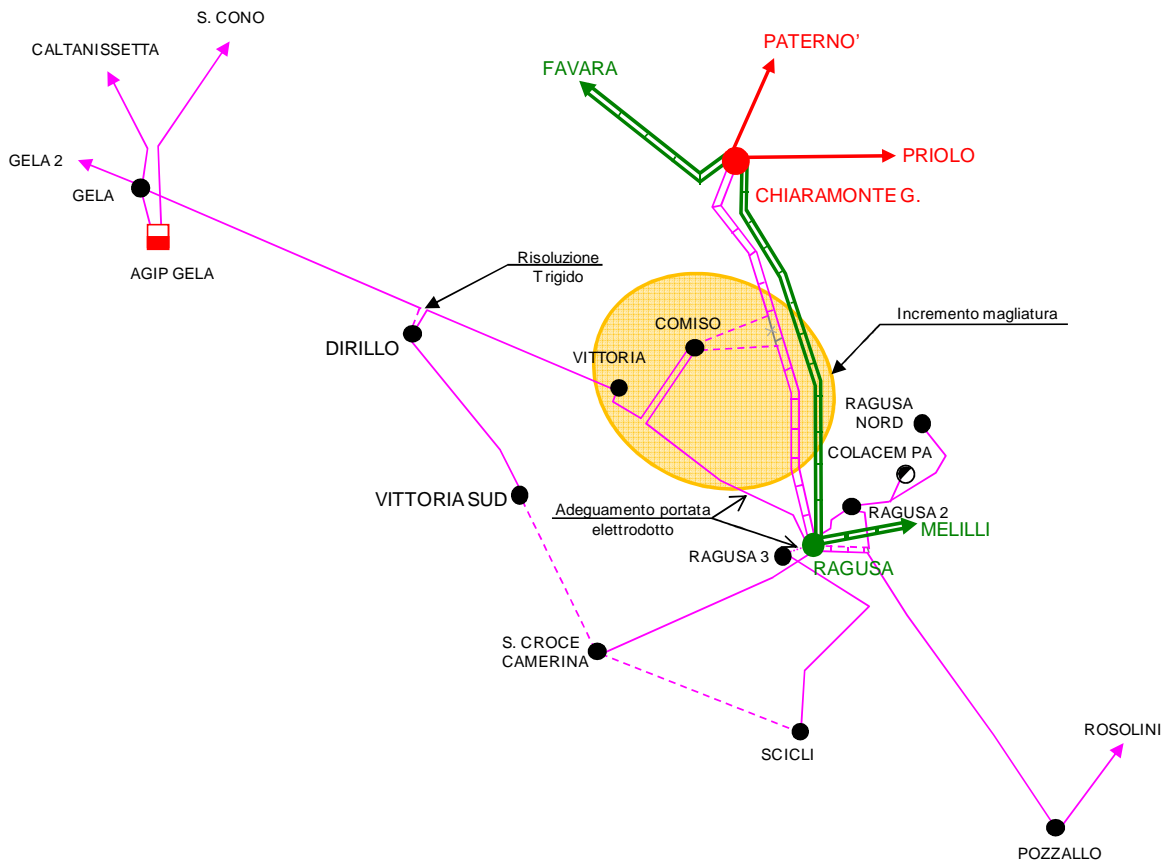 S. CONO
CALTANISSETTA
PATERNO’
FAVARA
GELA 2
PRIOLO
GELA
CHIARAMONTE G.
AGIP GELA
Risoluzione
T rigido
Incremento magliatura
COMISO
DIRILLO
VITTORIA
RAGUSA
NORD
COLACEM PA
VITTORIA SUD
Adeguamento portata
elettrodotto
RAGUSA 2
MELILLI
RAGUSA 3
RAGUSA
S. CROCE
CAMERINA
SCICLI
ROSOLINI
POZZALLO